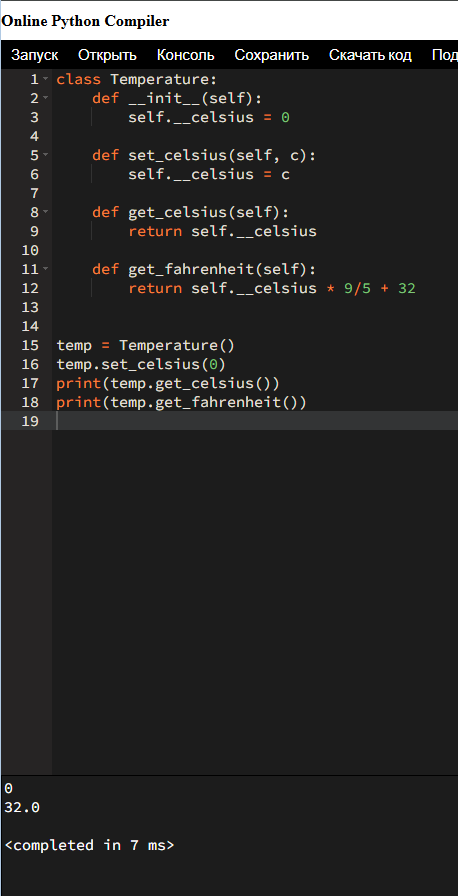 Online Python Compiler
Запуск Открыть Консоль Сохранить Скачать код Под
1 class Temperature:
2     def __init__(self):
3         self.__celsius = 0
4
5     def set_celsius(self, c):
6         self.__celsius = c
7
8     def get_celsius(self):
9         return self.__celsius
10
11     def get_fahrenheit(self):
12         return self.__celsius * 9/5 + 32
13
14
15 temp = Temperature()
16 temp.set_celsius(0)
17 print(temp.get_celsius())
18 print(temp.get_fahrenheit())
19
0
32.0
<completed in 7 ms>